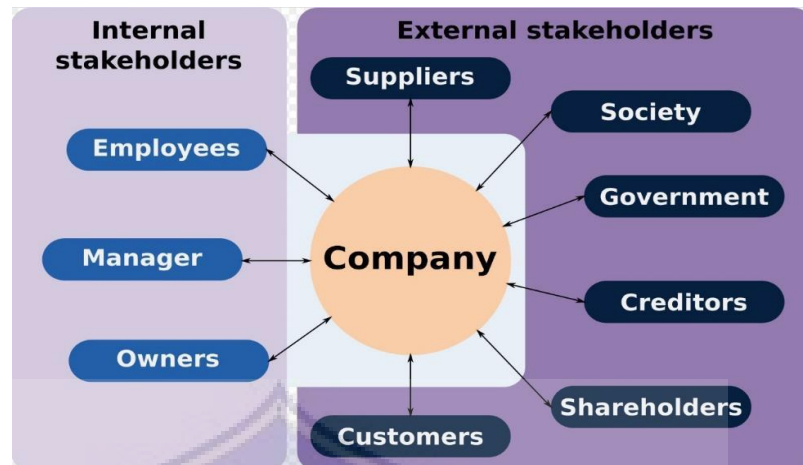 Internal
stakeholders
External stakeholders
Suppliers
Society
Employees
Government
Manager
Company
Creditors
Owners
Shareholders
Customers